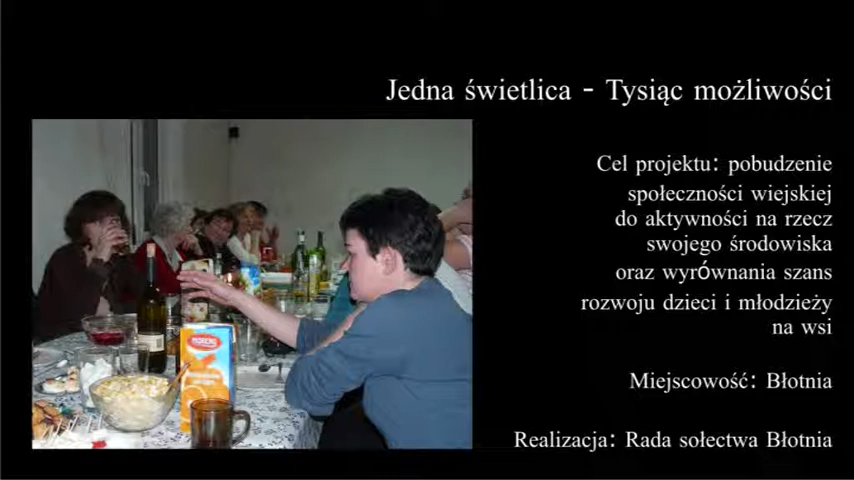 Jedna świetlica - Tysiąc możliwości
Cel projektu: pobudzenie
społeczności wiejskiej
do aktywności na rzecz
swojego środowiska
oraz wyrównania szans
rozwoju dzieci i młodzieży
na wsi
Miejscowość: Błotnia
Realizacja: Rada sołectwa Błotnia